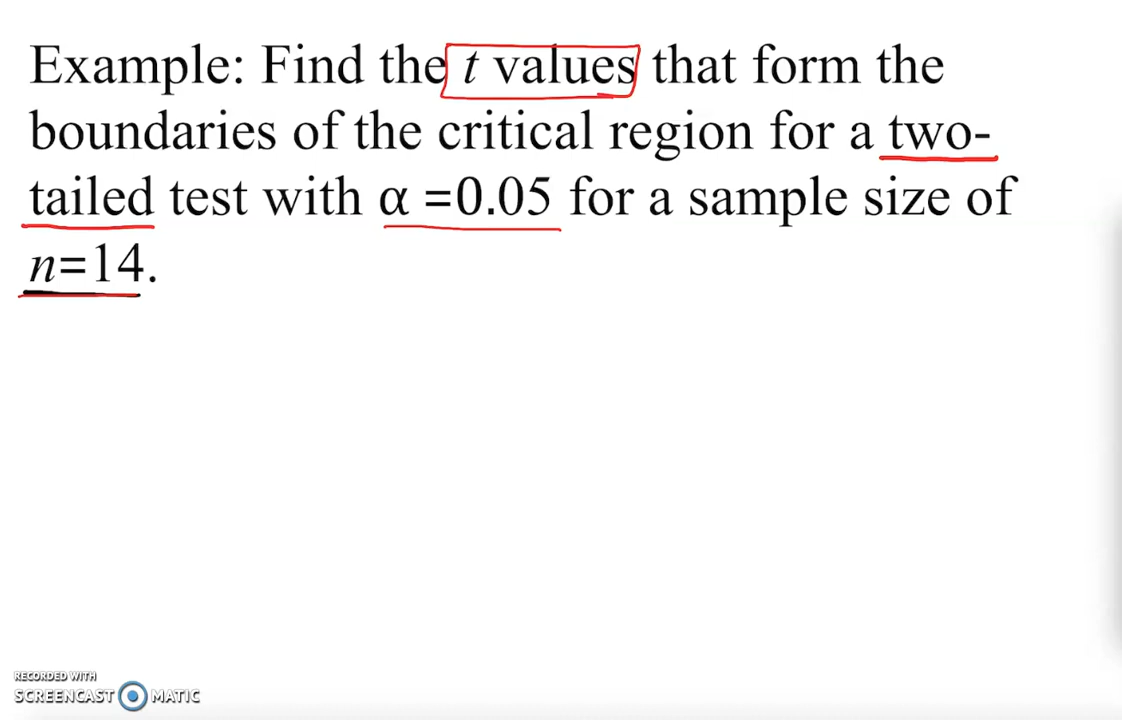 Example: Find the t values that form the
boundaries of the critical region for a two-
tailed test with α =0.05 for a sample size of
n=14.
RECORDED WITH
SCREENCAST MATIC